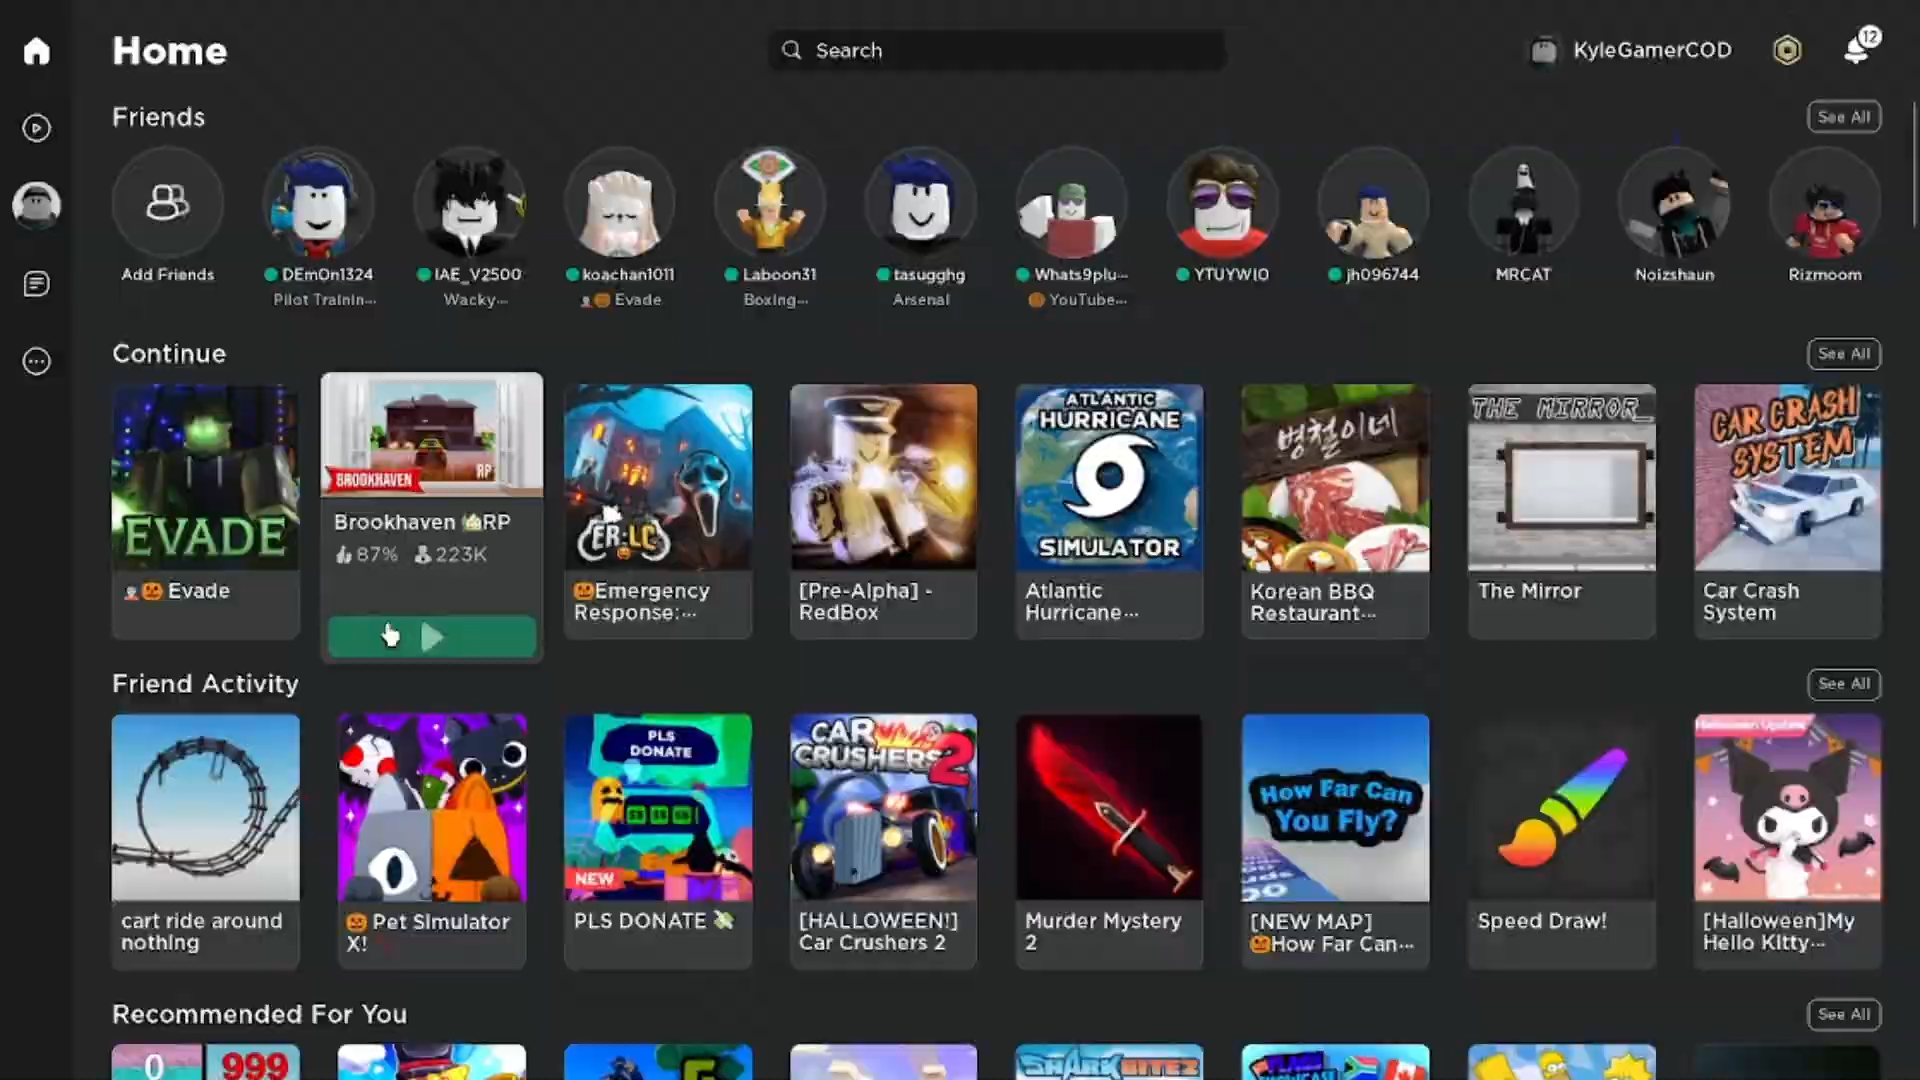 Home
Search
KyleGamerCOD
12
Friends
See All
Add Friends
DEm0n1324
Pilot Trainin...
IAE_V2500
Wacky...
koachan1011
Evade
Laboon31
Boxing...
tasugghg
Arsenal
Whats9plu...
YouTube...
YTUYWIO
jh096744
MRCAT
Noizshaun
Rizmoom
Continue
See All
EVADE
Evade
BROOKHAVEN
RP
Brookhaven 🏡RP
87% 223K
ER:LC
🎃Emergency
Response:...
[Pre-Alpha] -
RedBox
ATLANTIC
HURRICANE
SIMULATOR
Atlantic
Hurricane...
병철이네
Korean BBQ
Restaurant...
THE MIRROR_
The Mirror
CAR CRASH
SYSTEM
Car Crash
System
Friend Activity
See All
cart ride around
nothing
🎃 Pet Simulator
X!
PLS
DONATE
NEW
PLS DONATE 💸
CAR
CRUSHERS 2
[HALLOWEEN!]
Car Crushers 2
Murder Mystery
2
How Far Can
You Fly?
[NEW MAP]
🎃How Far Can...
Speed Draw!
Halloween Update
[Halloween]My
Hello Kitty...
Recommended For You
See All
0
999
SHARKBITE2